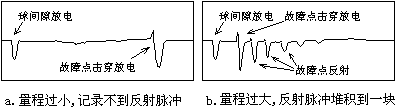 球间隙放电
故障点击穿放电
球间隙放电
故障点击穿放电
故障点反射
a.量程过小,记录不到反射脉冲
b.量程过大,反射脉冲堆积到一块